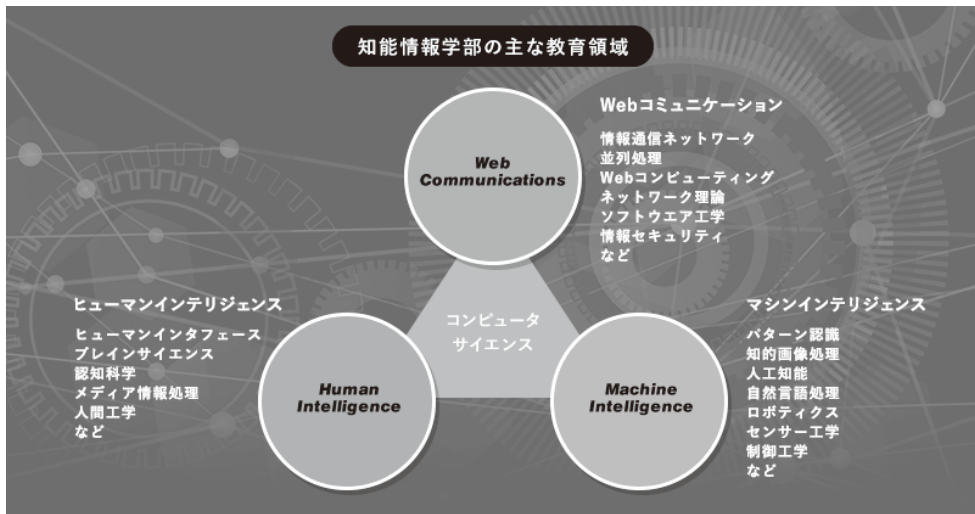 知能情報学部の主な教育領域
Web
Communications
Webコミュニケーション
情報通信ネットワーク
並列処理
Webコンピューティング
ネットワーク理論
ソフトウエア工学
情報セキュリティ
など
コンピュータ
サイエンス
ヒューマンインテリジェンス
ヒューマンインタフェース
ブレインサイエンス
認知科学
メディア情報処理
人間工学
など
Human
Intelligence
Machine
Intelligence
マシンインテリジェンス
パターン認識
知的画像処理
人工知能
自然言語処理
ロボティクス
センサー工学
制御工学
など